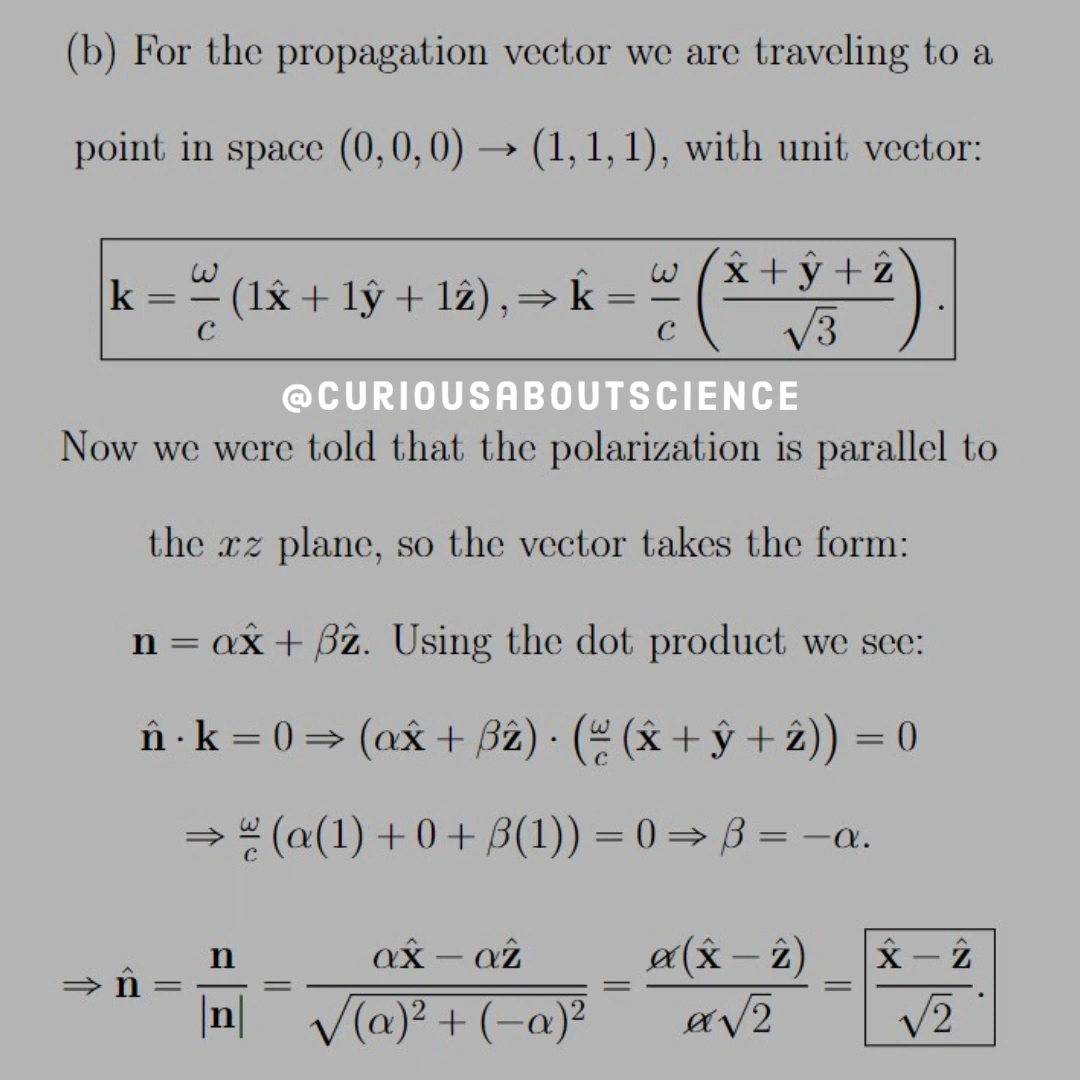 (b) For the propagation vector we are traveling to a
point in space (0, 0, 0) → (1, 1, 1), with unit vector:
𝐤 = ω/c (1x̂ + 1ŷ + 1ẑ) , ⇒ k̂ = ω/c ((x̂ + ŷ + ẑ)/√3) .
@CURIOUSABOUTSCIENCE
Now we were told that the polarization is parallel to
the xz plane, so the vector takes the form:
n = αx̂ + βẑ. Using the dot product we see:
n̂ · k = 0 ⇒ (αx̂ + βẑ) · (ω/c (x̂ + ŷ + ẑ)) = 0
⇒ ω/c (α(1) + 0 + β(1)) = 0 ⇒ β = −α.
⇒ n̂ = n/|n| = (αx̂ − αẑ)/√((α)² + (−α)²) = α(x̂ − ẑ)/α√2 = (x̂ − ẑ)/√2 .